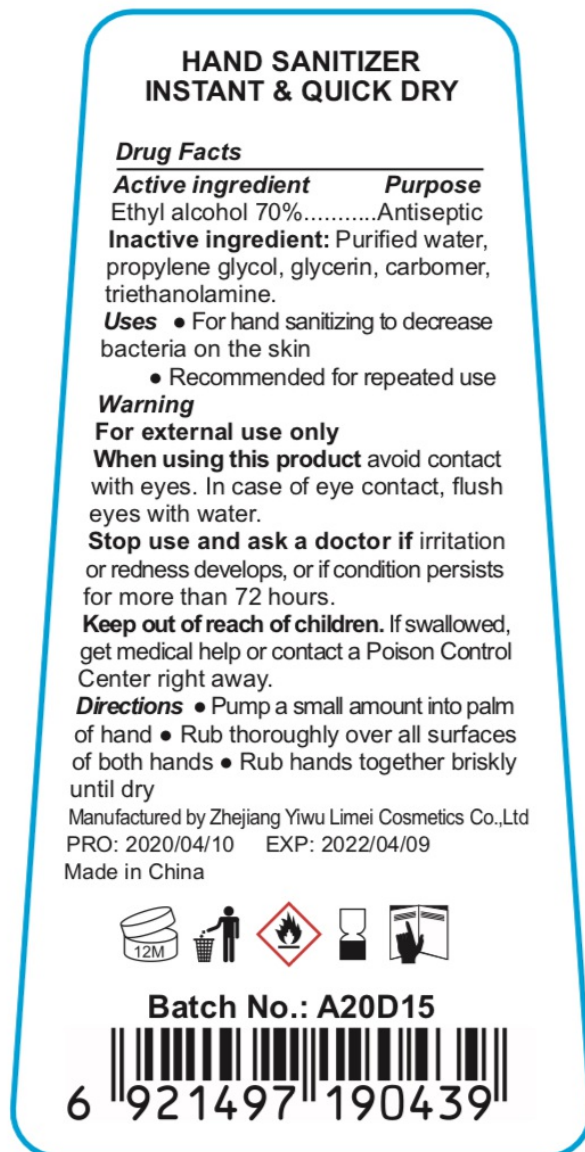 HAND SANITIZER
INSTANT & QUICK DRY
Drug Facts
Active ingredient Purpose
Ethyl alcohol 70%...........Antiseptic
Inactive ingredient: Purified water,
propylene glycol, glycerin, carbomer,
triethanolamine.
Uses ● For hand sanitizing to decrease
bacteria on the skin
● Recommended for repeated use
Warning
For external use only
When using this product avoid contact
with eyes. In case of eye contact, flush
eyes with water.
Stop use and ask a doctor if irritation
or redness develops, or if condition persists
for more than 72 hours.
Keep out of reach of children. If swallowed,
get medical help or contact a Poison Control
Center right away.
Directions ● Pump a small amount into palm
of hand ● Rub thoroughly over all surfaces
of both hands ● Rub hands together briskly
until dry
Manufactured by Zhejiang Yiwu Limei Cosmetics Co.,Ltd
PRO: 2020/04/10 EXP: 2022/04/09
Made in China
12M
Batch No.: A20D15
6 921497 190439